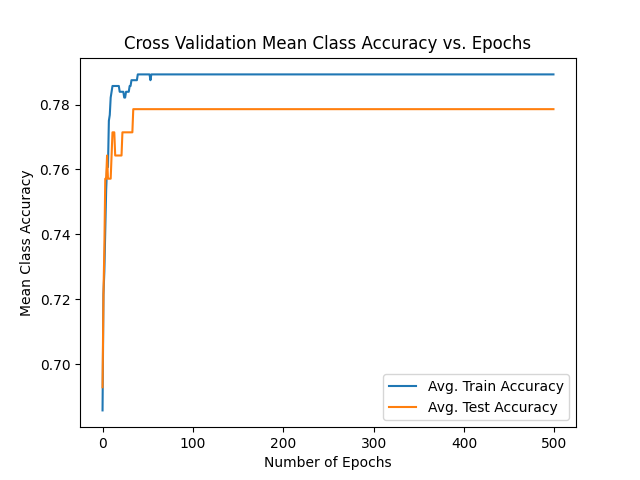 Cross Validation Mean Class Accuracy vs. Epochs
Mean Class Accuracy
0.78
0.76
0.74
0.72
0.70
Avg. Train Accuracy
Avg. Test Accuracy
0 100 200 300 400 500
Number of Epochs